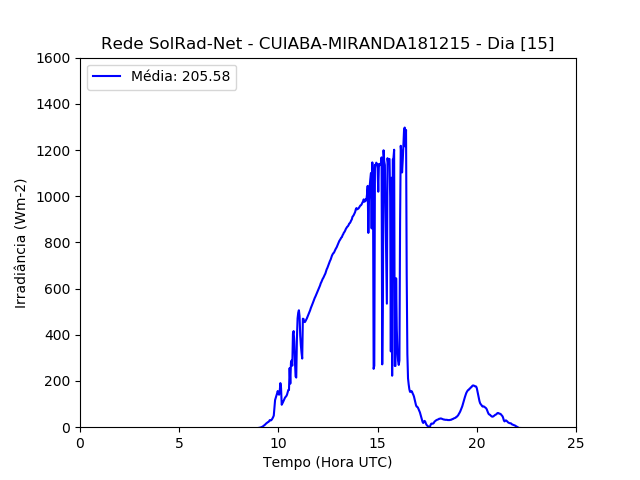 Rede SolRad-Net - CUIABA-MIRANDA181215 - Dia [15]
Média: 205.58
1600
1400
1200
1000
800
600
400
200
0
Irradiância (Wm-2)
0 5 10 15 20 25
Tempo (Hora UTC)